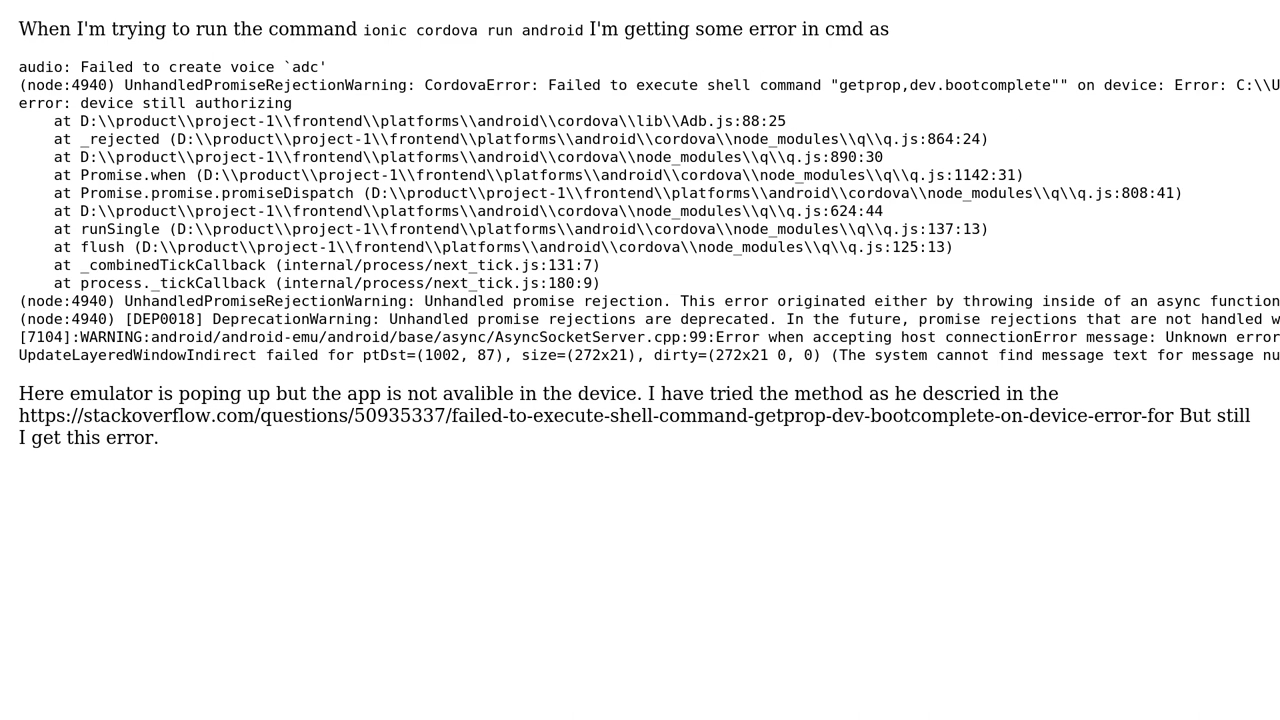 When I'm trying to run the command ionic cordova run android I'm getting some error in cmd as
audio: Failed to create voice `adc'
(node:4940) UnhandledPromiseRejectionWarning: CordovaError: Failed to execute shell command "getprop,dev.bootcomplete"" on device: Error: C:\\U
error: device still authorizing
    at D:\\product\\project-1\\frontend\\platforms\\android\\cordova\\lib\\Adb.js:88:25
    at _rejected (D:\\product\\project-1\\frontend\\platforms\\android\\cordova\\node_modules\\q\\q.js:864:24)
    at D:\\product\\project-1\\frontend\\platforms\\android\\cordova\\node_modules\\q\\q.js:890:30
    at Promise.when (D:\\product\\project-1\\frontend\\platforms\\android\\cordova\\node_modules\\q\\q.js:1142:31)
    at Promise.promise.promiseDispatch (D:\\product\\project-1\\frontend\\platforms\\android\\cordova\\node_modules\\q\\q.js:808:41)
    at D:\\product\\project-1\\frontend\\platforms\\android\\cordova\\node_modules\\q\\q.js:624:44
    at runSingle (D:\\product\\project-1\\frontend\\platforms\\android\\cordova\\node_modules\\q\\q.js:137:13)
    at flush (D:\\product\\project-1\\frontend\\platforms\\android\\cordova\\node_modules\\q\\q.js:125:13)
    at _combinedTickCallback (internal/process/next_tick.js:131:7)
    at process._tickCallback (internal/process/next_tick.js:180:9)
(node:4940) UnhandledPromiseRejectionWarning: Unhandled promise rejection. This error originated either by throwing inside of an async function
(node:4940) [DEP0018] DeprecationWarning: Unhandled promise rejections are deprecated. In the future, promise rejections that are not handled w
[7104]:WARNING:android/android-emu/android/base/async/AsyncSocketServer.cpp:99:Error when accepting host connectionError message: Unknown error
UpdateLayeredWindowIndirect failed for ptDst=(1002, 87), size=(272x21), dirty=(272x21 0, 0) (The system cannot find message text for message nu
Here emulator is poping up but the app is not avalible in the device. I have tried the method as he descried in the
https://stackoverflow.com/questions/50935337/failed-to-execute-shell-command-getprop-dev-bootcomplete-on-device-error-for But still
I get this error.